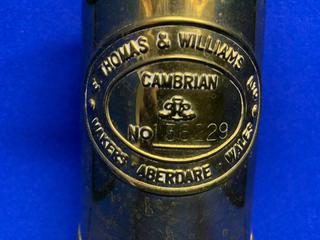 E. THOMAS & WILLIAMS
CAMBRIAN
No
MAKERS ABERDARE WALES